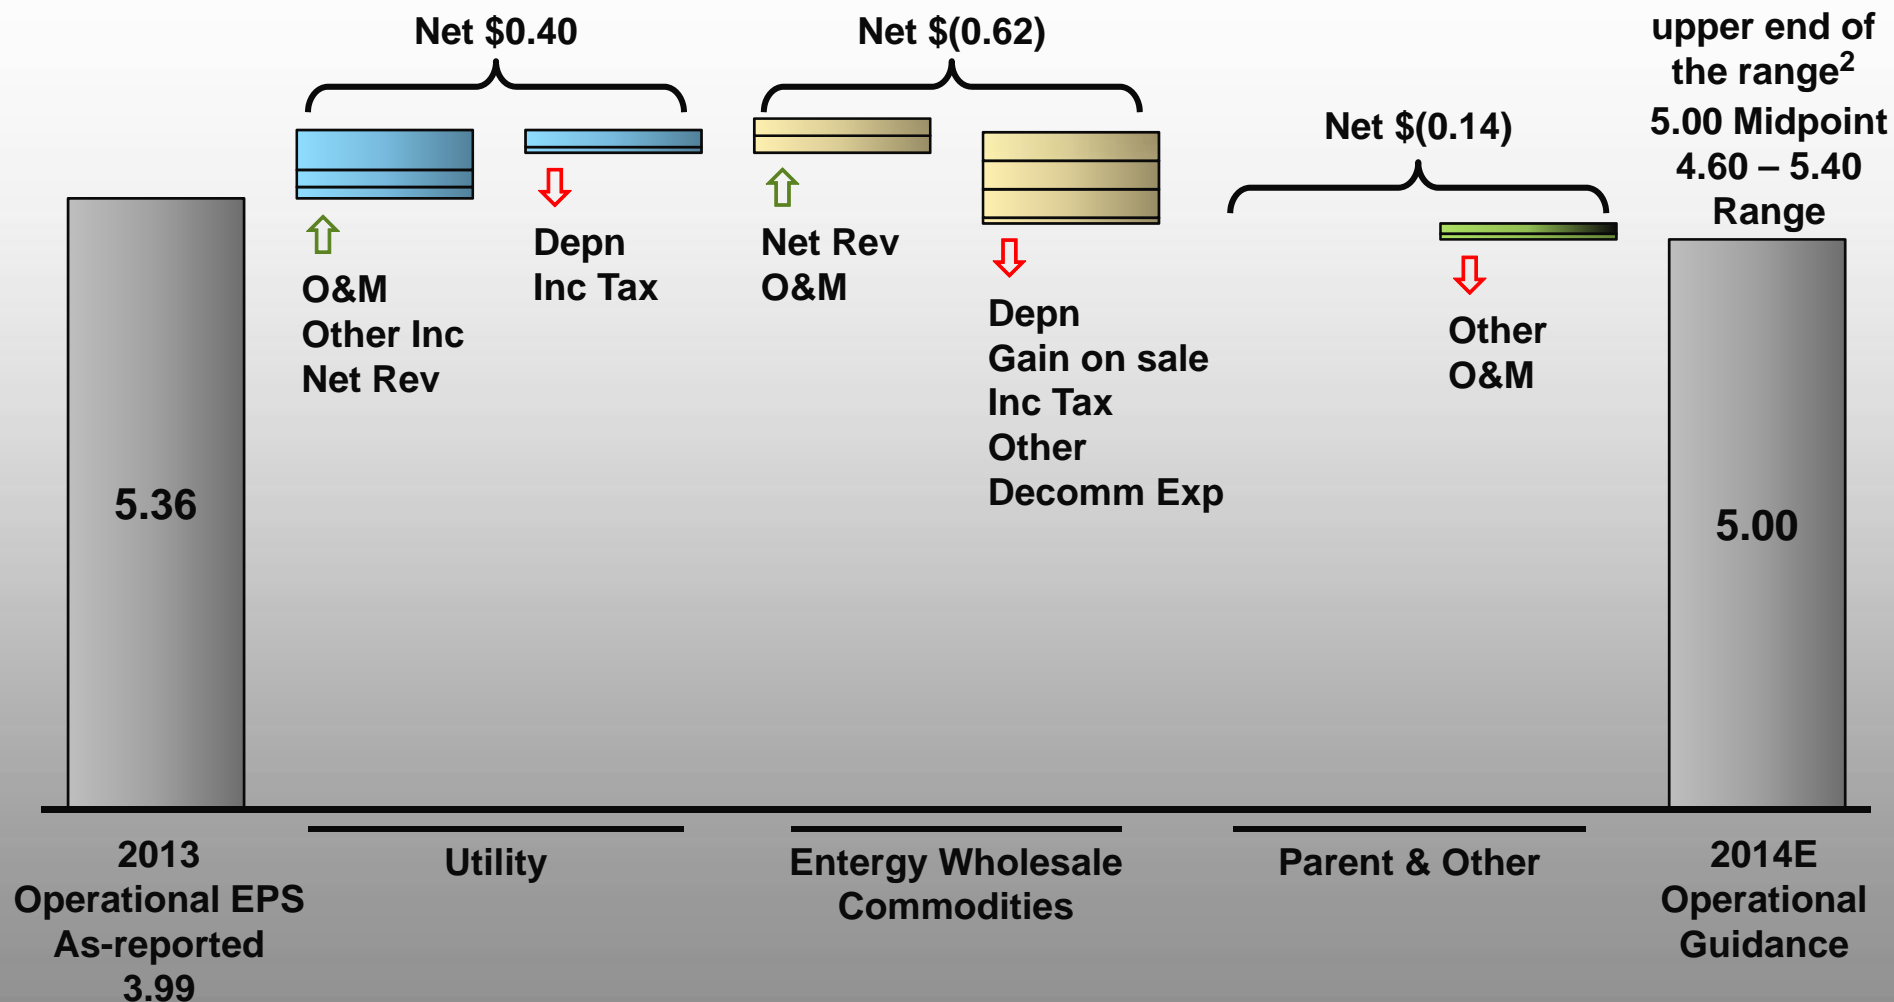 Net $0.40
Net $(0.62)
Net $(0.14)
upper end of
the range2
5.00 Midpoint
4.60 – 5.40
Range
O&M
Other Inc
Net Rev
Depn
Inc Tax
Net Rev
O&M
Depn
Gain on sale
Inc Tax
Other
Decomm Exp
Other
O&M
5.36
5.00
2013
Operational EPS
As-reported
3.99
Utility
Entergy Wholesale
Commodities
Parent & Other
2014E
Operational
Guidance